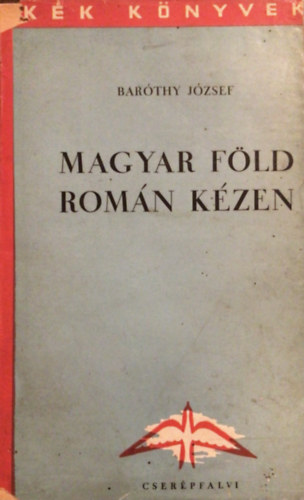 KÉK KÖNYVEK
BARÓTHY JÓZSEF
MAGYAR FÖLD
ROMÁN KÉZEN
CSERÉPFALVI